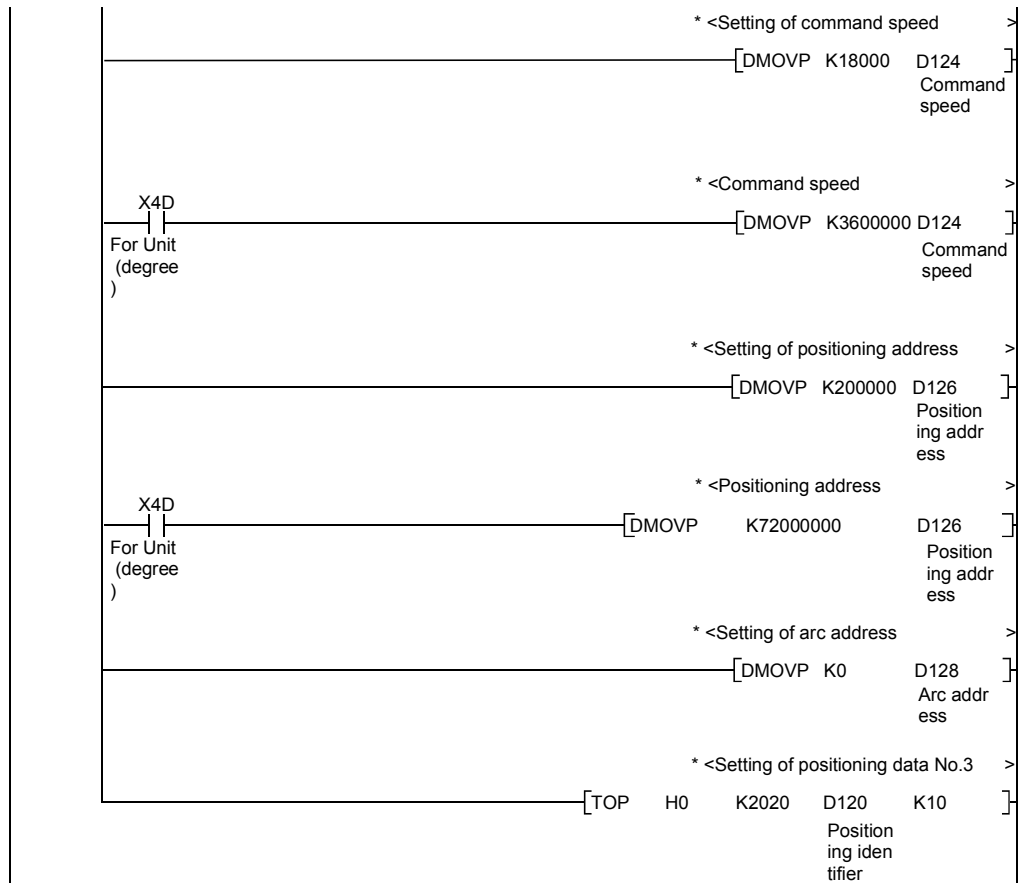 * <Setting of command speed >
DMOVP K18000 D124
Command
speed
* <Command speed >
X4D
DMOVP K3600000 D124
For Unit
(degree
)
Command
speed
* <Setting of positioning address >
DMOVP K200000 D126
Position
ing addr
ess
* <Positioning address >
X4D
DMOVP K72000000 D126
For Unit
(degree
)
Position
ing addr
ess
* <Setting of arc address >
DMOVP K0 D128
Arc addr
ess
* <Setting of positioning data No.3 >
TOP H0 K2020 D120 K10
Position
ing iden
tifier